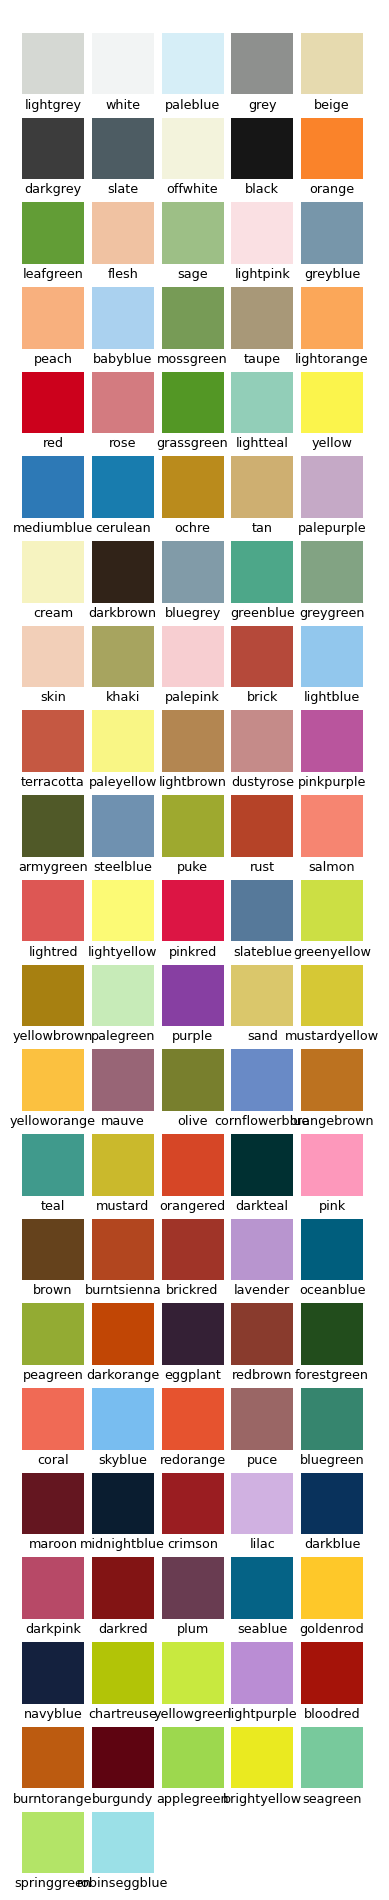 lightgrey white paleblue grey beige
darkgrey slate offwhite black orange
leafgreen flesh sage lightpink greyblue
peach babyblue mossgreen taupe lightorange
red rose grassgreen lightteal yellow
mediumblue cerulean ochre tan palepurple
cream darkbrown bluegrey greenblue greygreen
skin khaki palepink brick lightblue
terracotta paleyellow lightbrown dustyrose pinkpurple
armygreen steelblue puke rust salmon
lightred lightyellow pinkred slateblue greenyellow
yellowbrown palegreen purple sand mustardyellow
yelloworange mauve olive cornflowerblue orangebrown
teal mustard orangered darkteal pink
brown burntsienna brickred lavender oceanblue
peagreen darkorange eggplant redbrown forestgreen
coral skyblue redorange puce bluegreen
maroon midnightblue crimson lilac darkblue
darkpink darkred plum seablue goldenrod
navyblue chartreuse yellowgreen lightpurple bloodred
burntorange burgundy applegreen brightyellow seagreen
springgreen robinseggblue